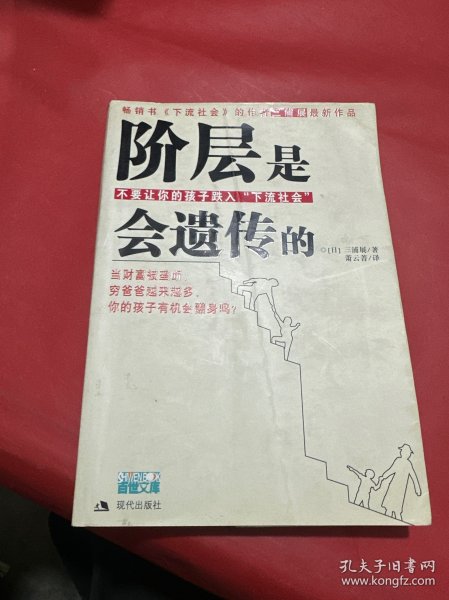 畅销书《下流社会》的作者三浦展最新作品
阶层是
不要让你的孩子跌入“下流社会”
会遗传的
◎[日] 三浦展/著
萧云菁/译
当财富被垄断，
穷爸爸越来越多，
你的孩子有机会翻身吗？
百世文库
现代出版社
孔夫子旧书网
www.kongfz.com